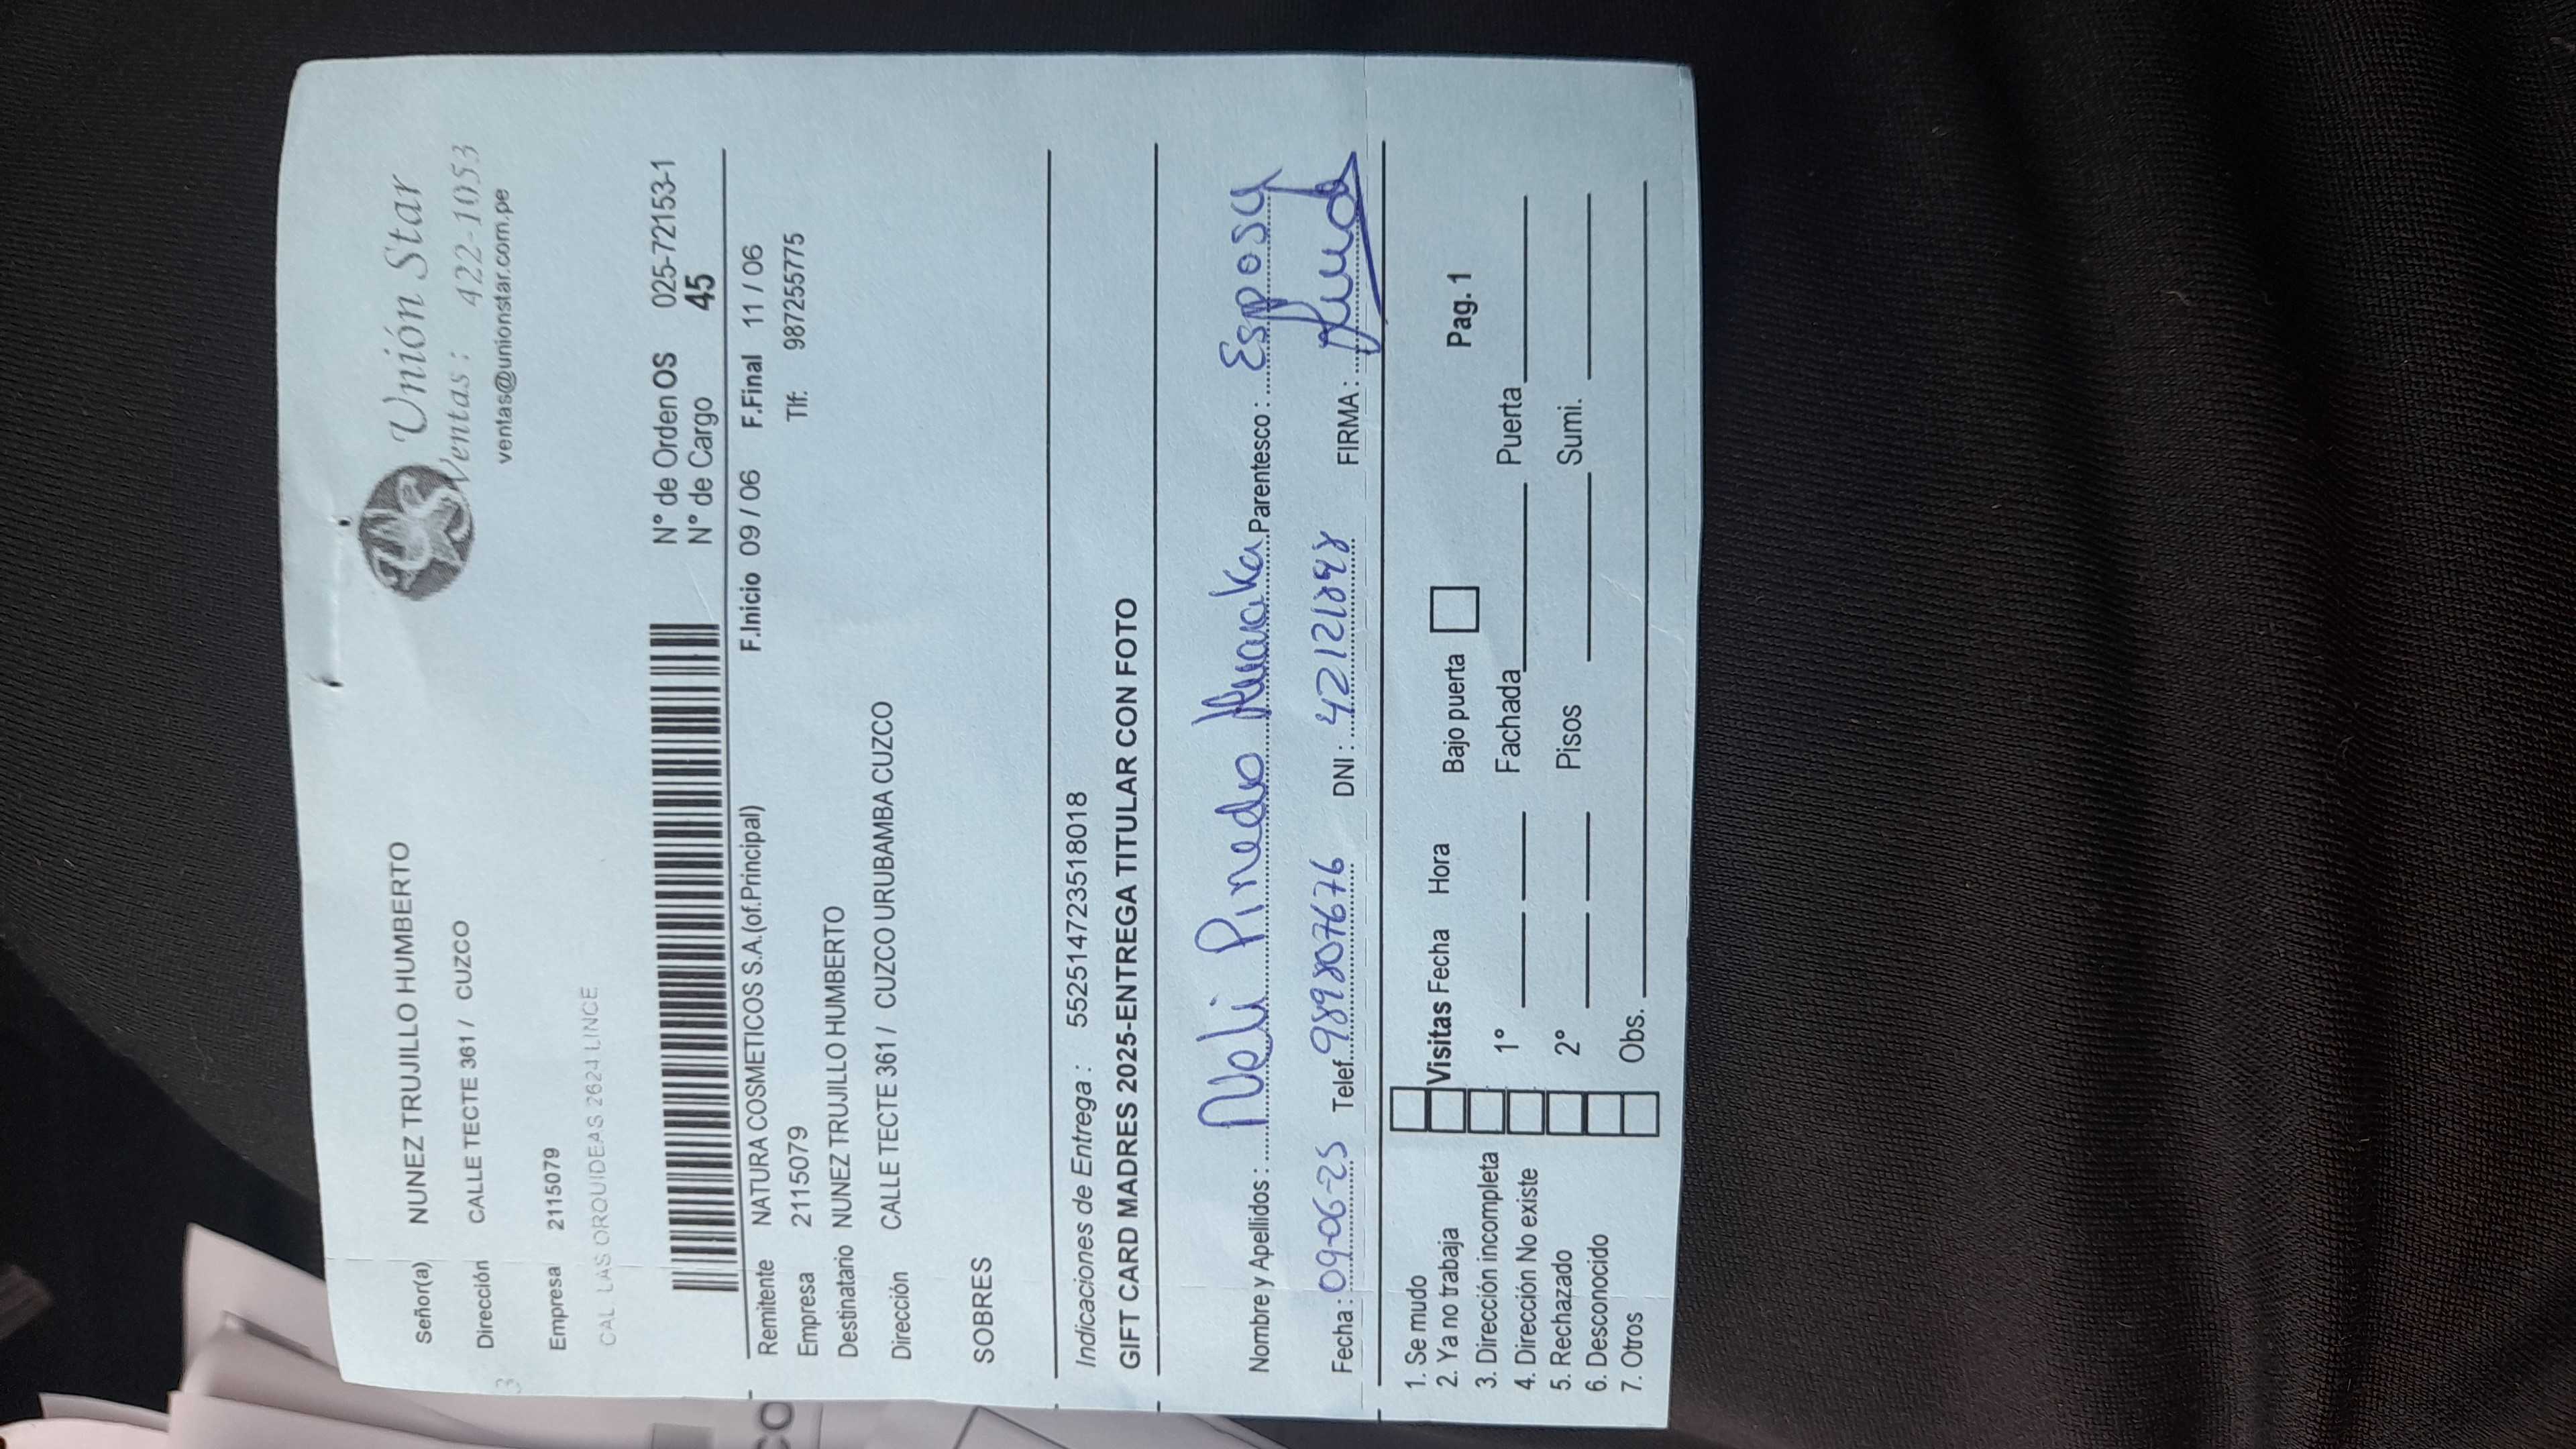 Unión Star
Ventas: 422-1053
ventas@unionstar.com.pe
Señor(a) NUNEZ TRUJILLO HUMBERTO
Dirección CALLE TECTE 361 / CUZCO
3
Empresa 2115079
CAL LAS ORQUIDEAS 2624 LINCE
N° de Orden OS 025-72153-1
N° de Cargo 45
Remitente NATURA COSMETICOS S.A.(of.Principal) F.Inicio 09 / 06 F.Final 11 / 06
Empresa 2115079 Tlf: 987255775
Destinatario NUNEZ TRUJILLO HUMBERTO
Dirección CALLE TECTE 361 / CUZCO URUBAMBA CUZCO
SOBRES
Indicaciones de Entrega : 5525147235518018
GIFT CARD MADRES 2025-ENTREGA TITULAR CON FOTO
Nombre y Apellidos : Neli Pinedo Parentesco : Esposa
Fecha : 09-06-25 Telef. 989807676 DNI : 42121898 FIRMA :
1. Se mudo
2. Ya no trabaja Visitas Fecha Hora Bajo puerta Pag. 1
3. Dirección incompleta
4. Dirección No existe 1° Fachada Puerta
5. Rechazado 2° Pisos Sumi.
6. Desconocido
7. Otros Obs.
CO